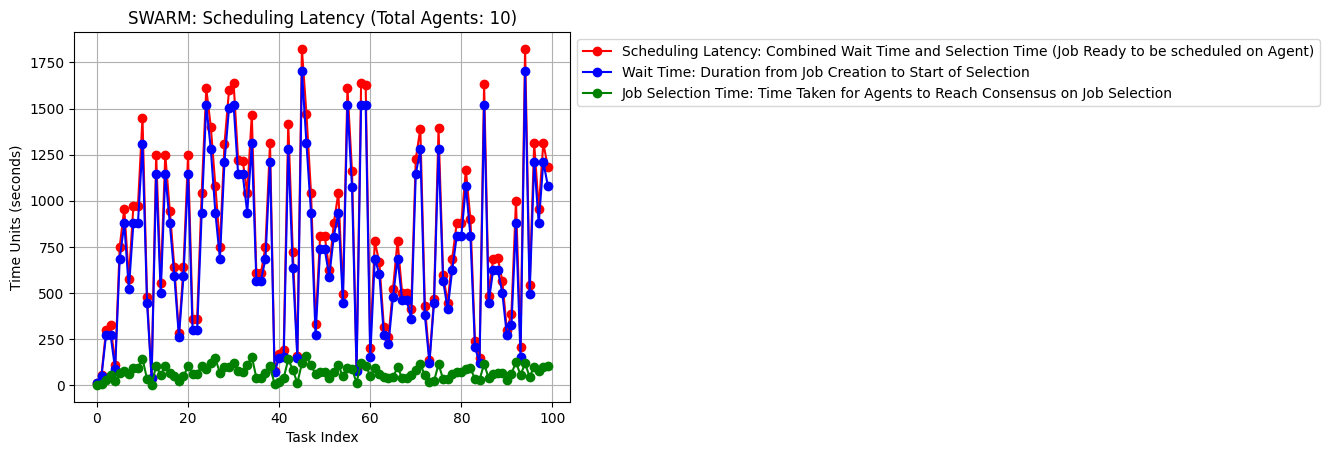 SWARM: Scheduling Latency (Total Agents: 10)
Scheduling Latency: Combined Wait Time and Selection Time (Job Ready to be scheduled on Agent)
Wait Time: Duration from Job Creation to Start of Selection
Job Selection Time: Time Taken for Agents to Reach Consensus on Job Selection
Time Units (seconds)
1750
1500
1250
1000
750
500
250
0
0
20
40
60
80
100
Task Index